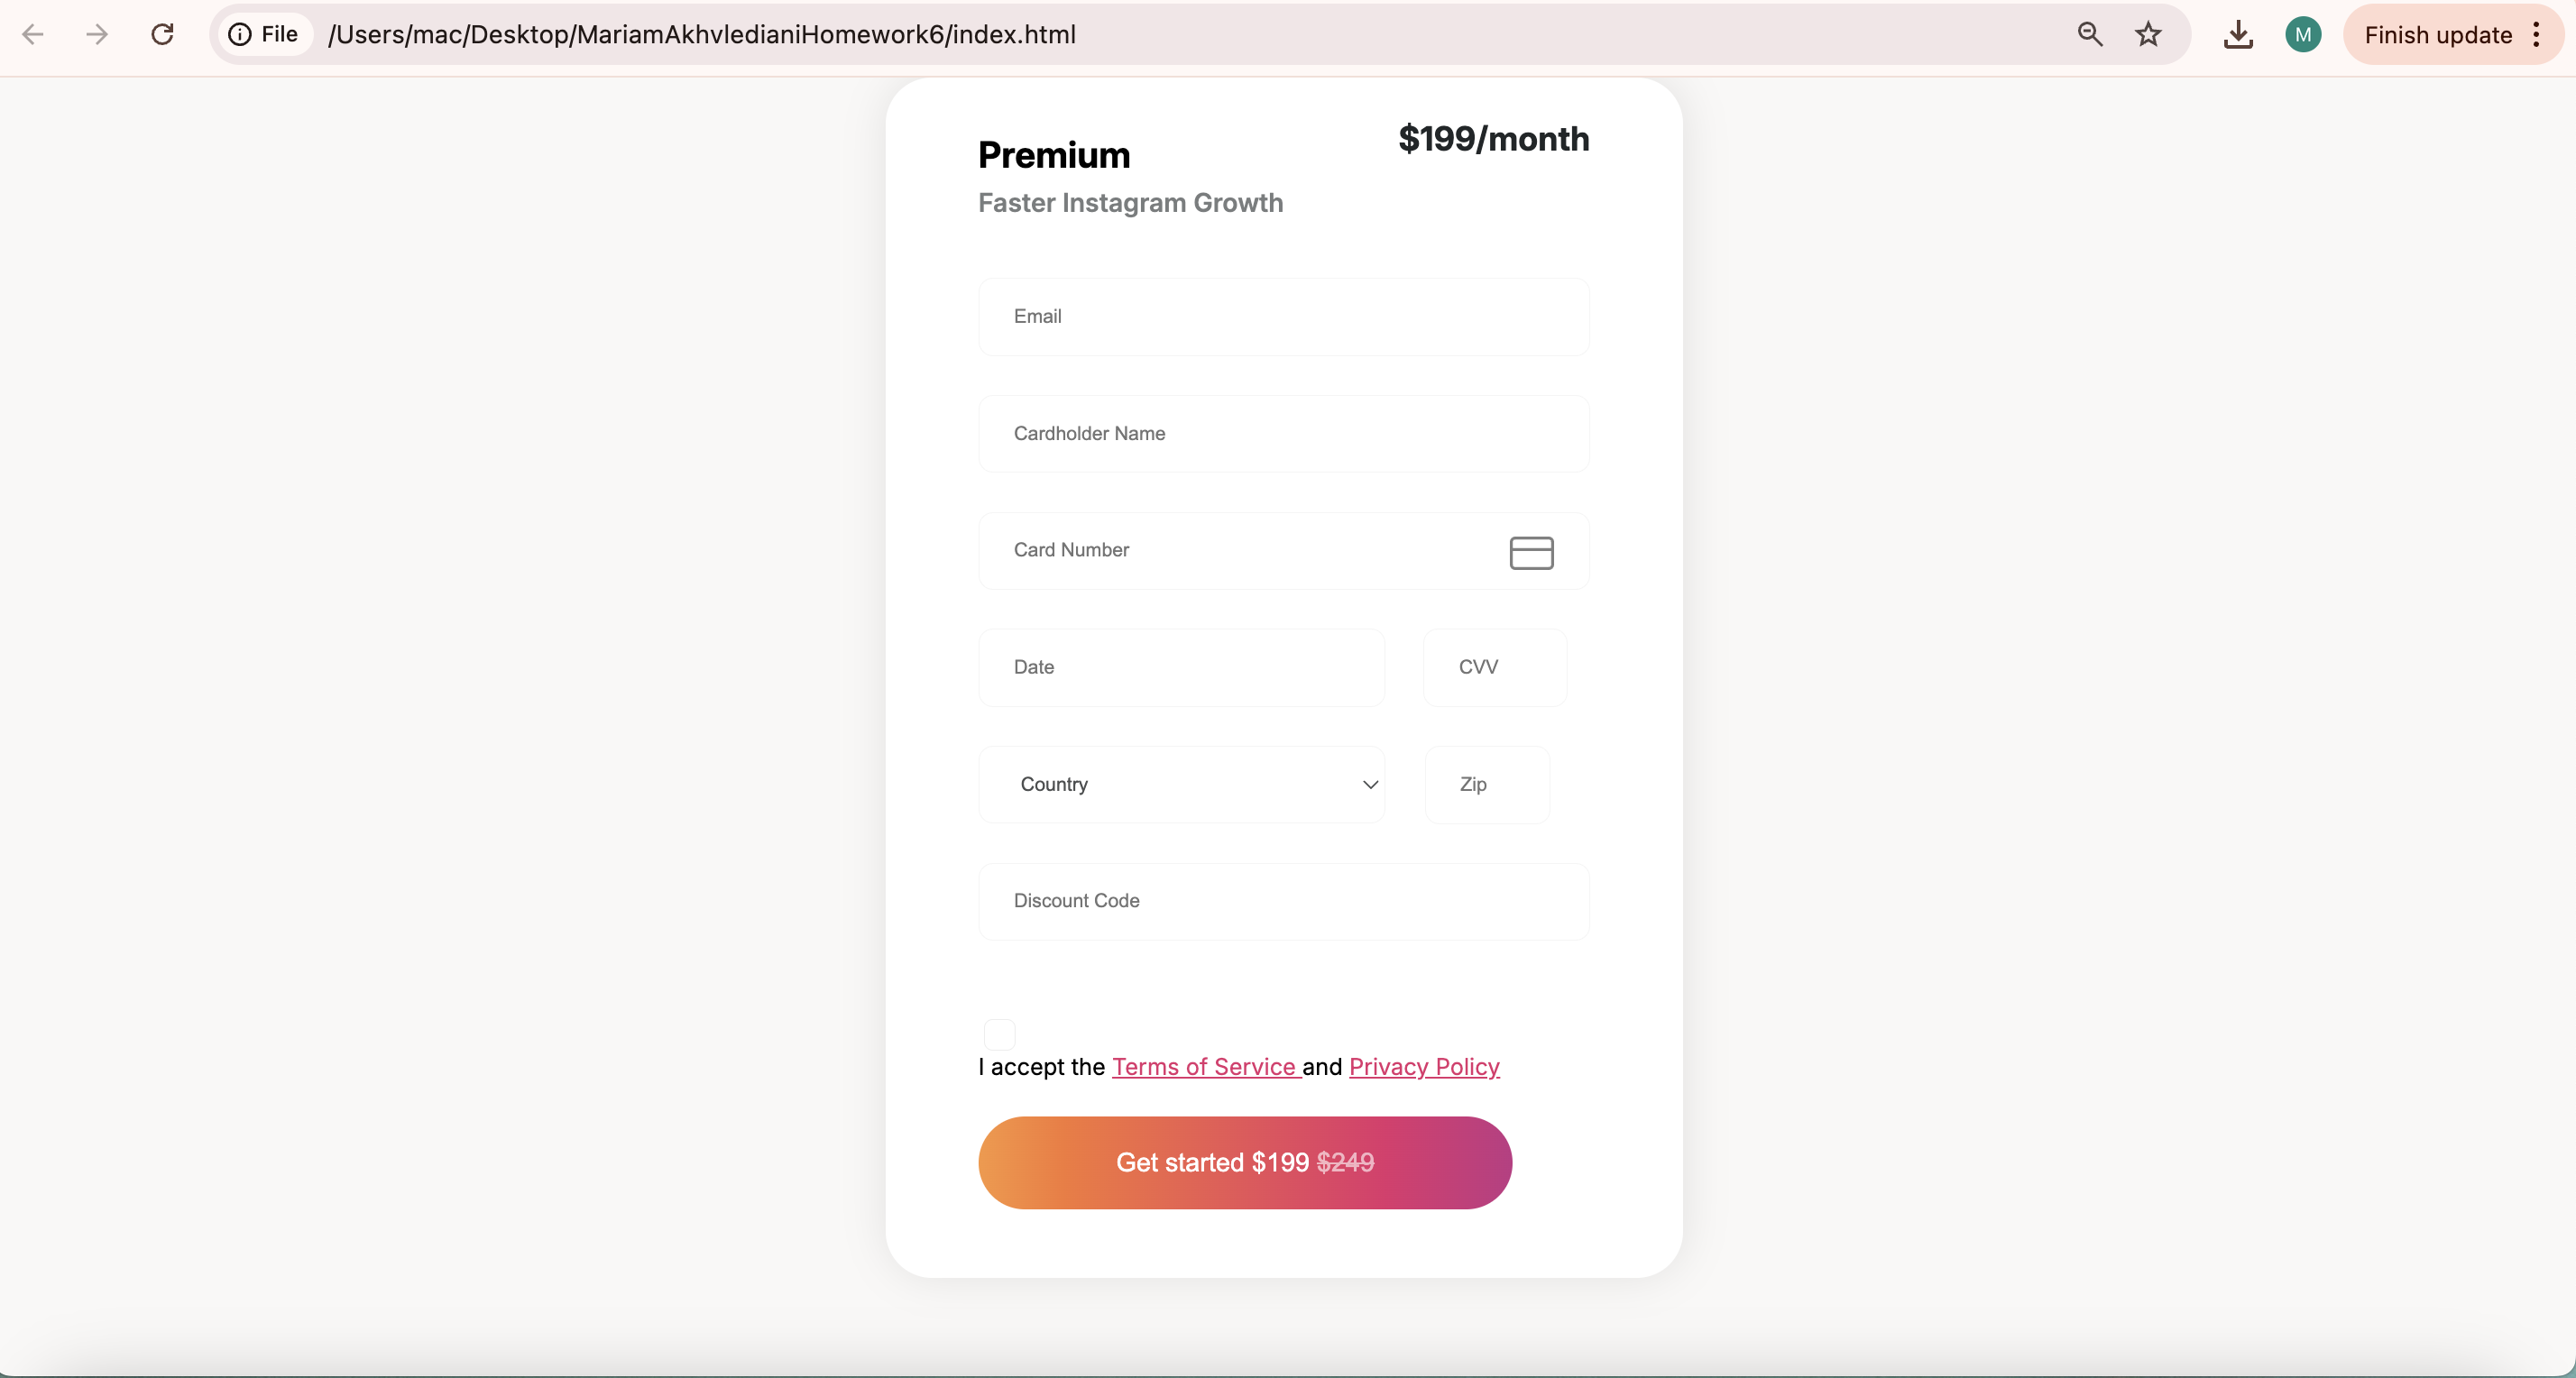 File /Users/mac/Desktop/MariamAkhvledianiHomework6/index.html M Finish update
Premium $199/month
Faster Instagram Growth
Email
Cardholder Name
Card Number
Date CVV
Country Zip
Discount Code
I accept the Terms of Service and Privacy Policy
Get started $199 $249